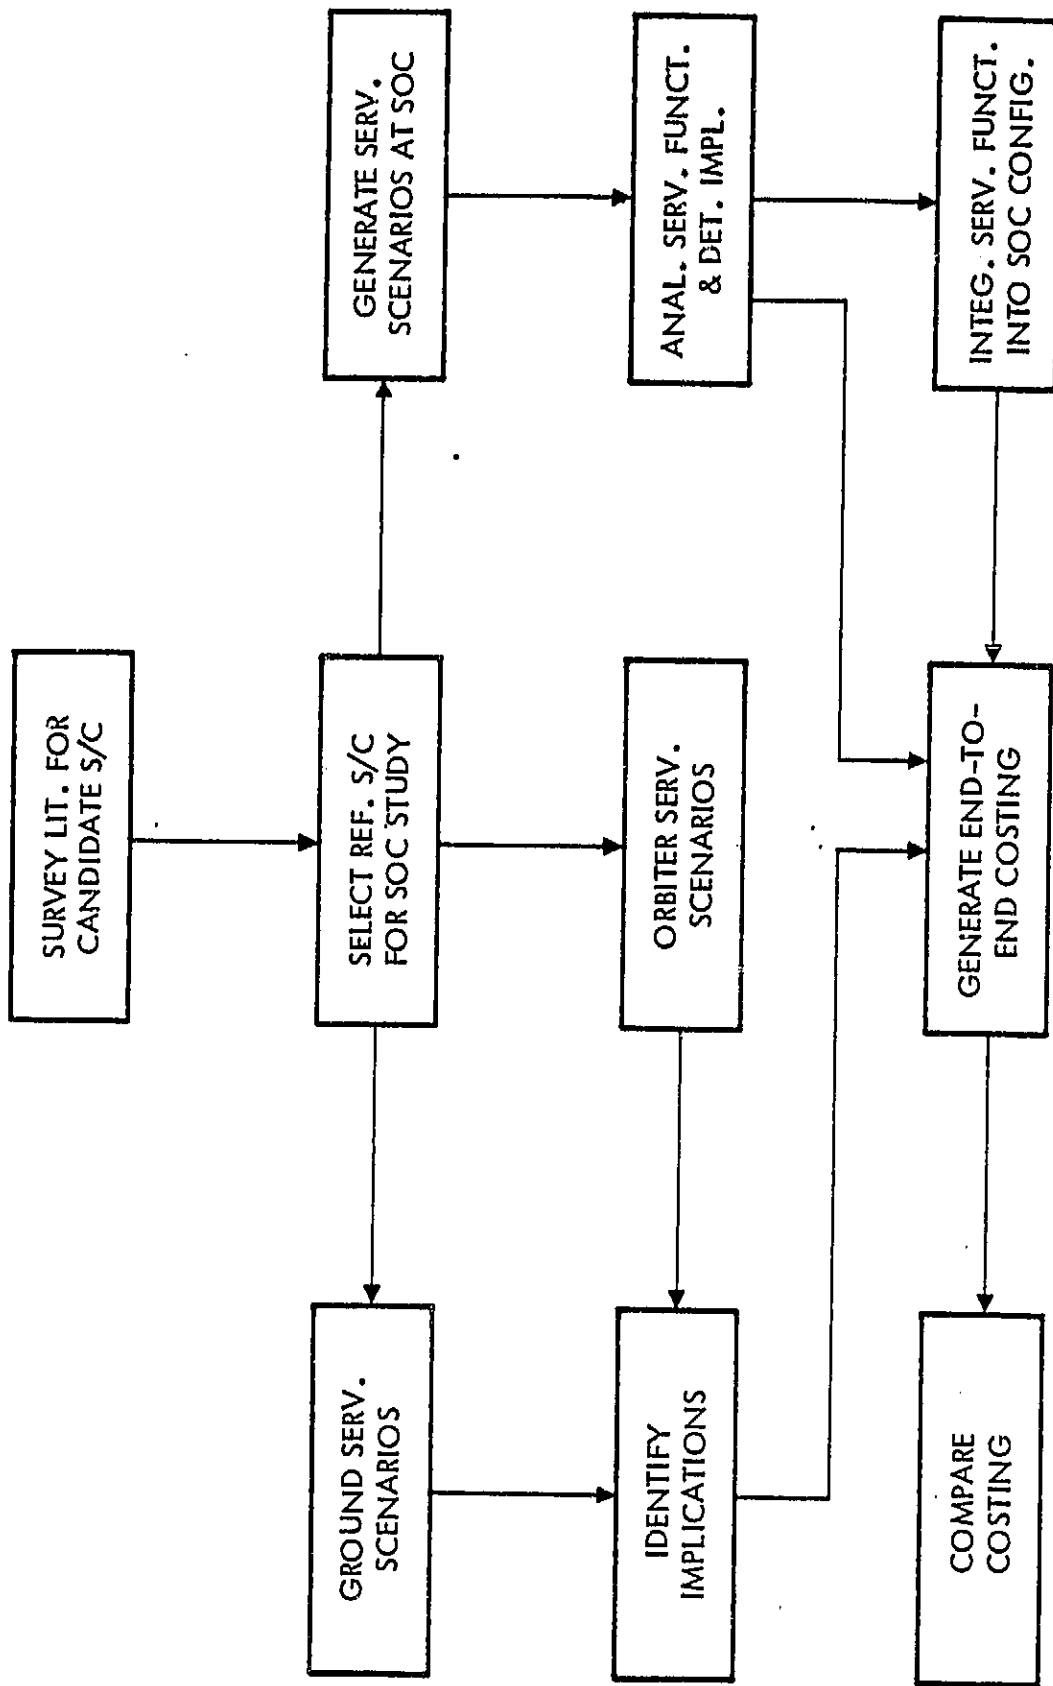 SURVEY LIT. FOR
CANDIDATE S/C
GROUND SERV.
SCENARIOS
SELECT REF. S/C
FOR SOC STUDY
GENERATE SERV.
SCENARIOS AT SOC
IDENTIFY
IMPLICATIONS
ORBITER SERV.
SCENARIOS
ANAL. SERV. FUNCT.
& DET. IMPL.
COMPARE
COSTING
GENERATE END-TO-
END COSTING
INTEG. SERV. FUNCT.
INTO SOC CONFIG.